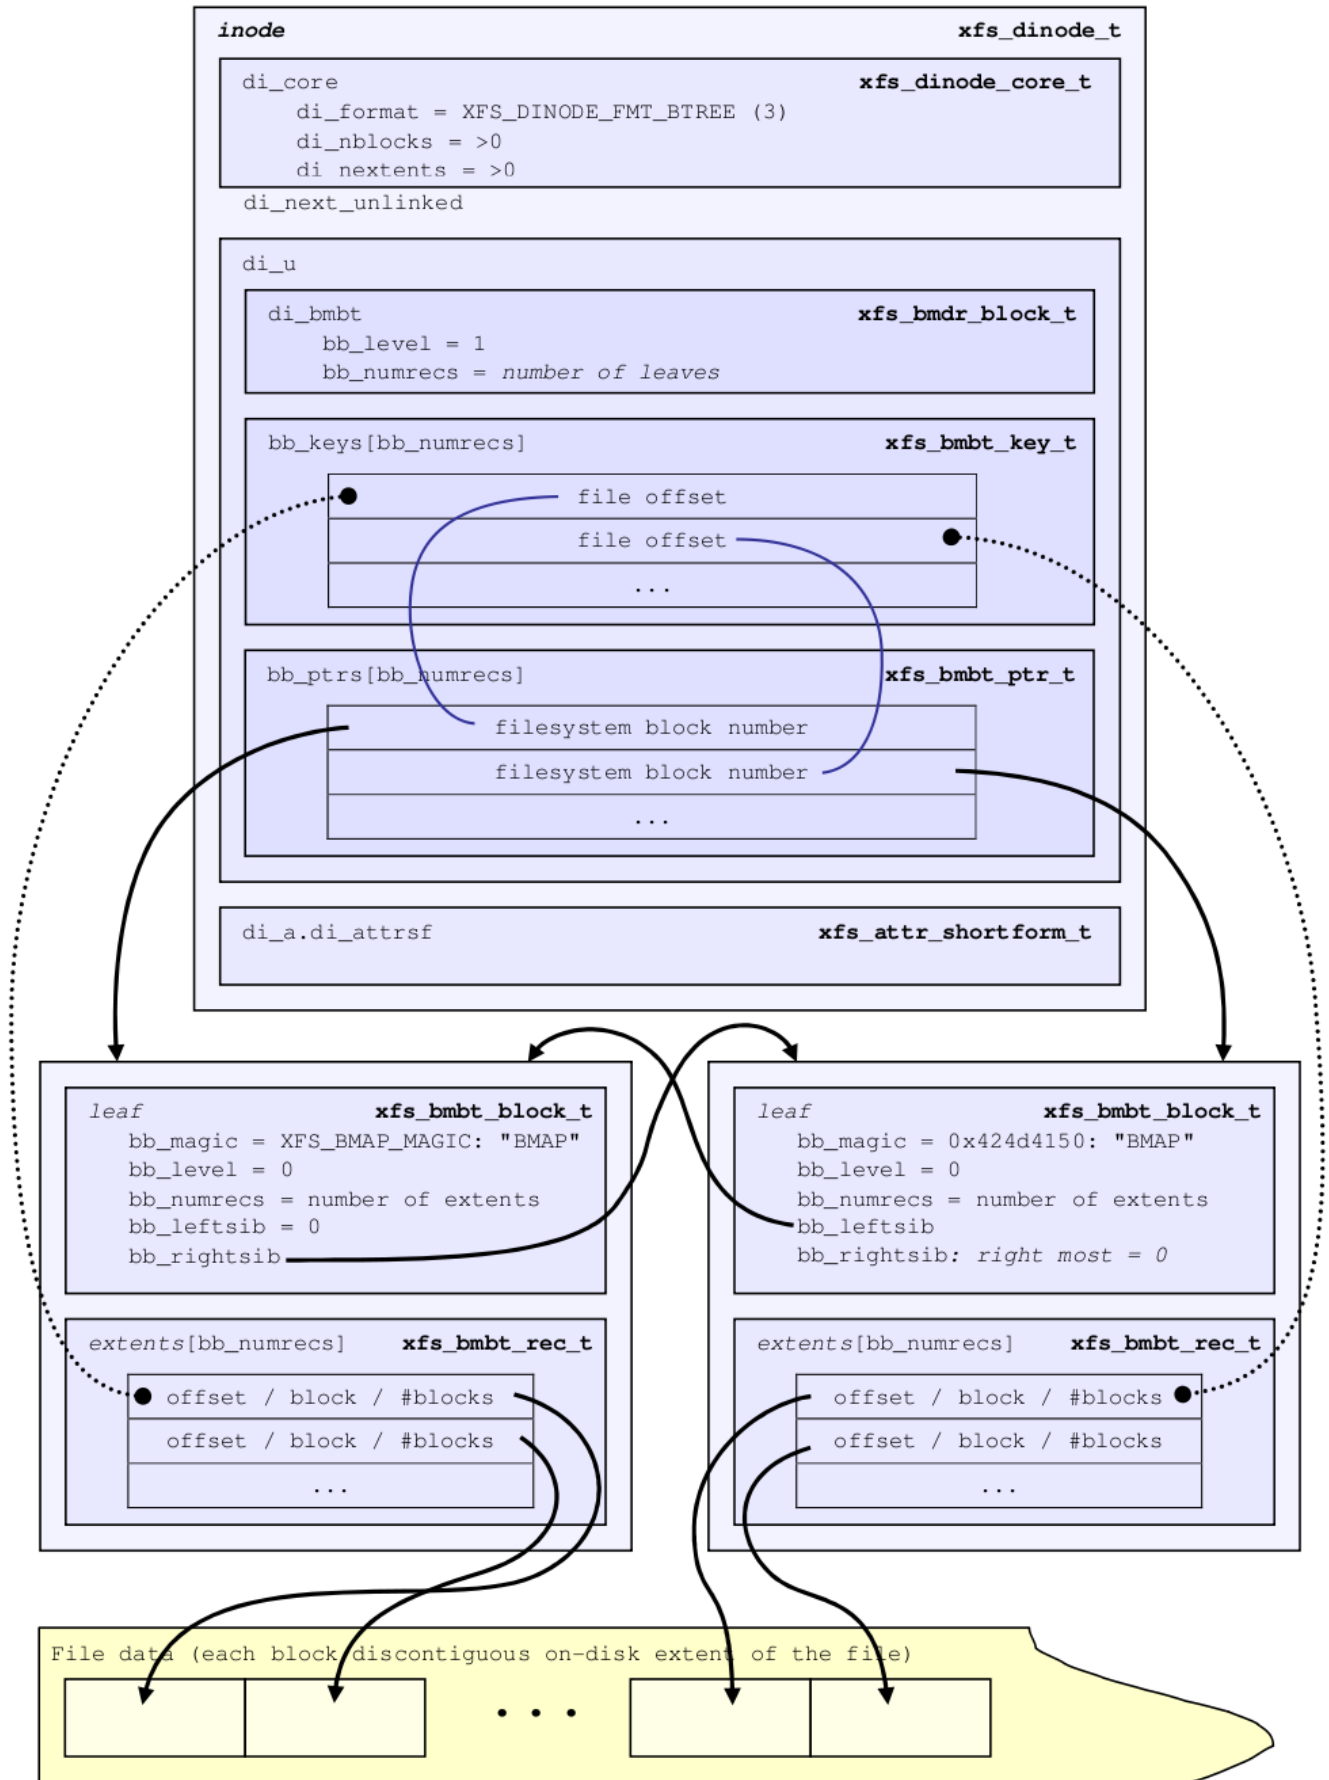 inode xfs_dinode_t
di_core xfs_dinode_core_t
di_format = XFS_DINODE_FMT_BTREE (3)
di_nblocks = >0
di_nextents = >0
di_next_unlinked
di_u
di_bmbt xfs_bmdr_block_t
bb_level = 1
bb_numrecs = number of leaves
bb_keys[bb_numrecs] xfs_bmbt_key_t
file offset
file offset
...
bb_ptrs[bb_numrecs] xfs_bmbt_ptr_t
filesystem block number
filesystem block number
...
di_a.di_attrsf xfs_attr_shortform_t
leaf xfs_bmbt_block_t
bb_magic = XFS_BMAP_MAGIC: "BMAP"
bb_level = 0
bb_numrecs = number of extents
bb_leftsib = 0
bb_rightsib
extents[bb_numrecs] xfs_bmbt_rec_t
offset / block / #blocks
offset / block / #blocks
...
leaf xfs_bmbt_block_t
bb_magic = 0x424d4150: "BMAP"
bb_level = 0
bb_numrecs = number of extents
bb_leftsib
bb_rightsib: right most = 0
extents[bb_numrecs] xfs_bmbt_rec_t
offset / block / #blocks
offset / block / #blocks
...
File data (each block discontiguous on-disk extent of the file)
. . .